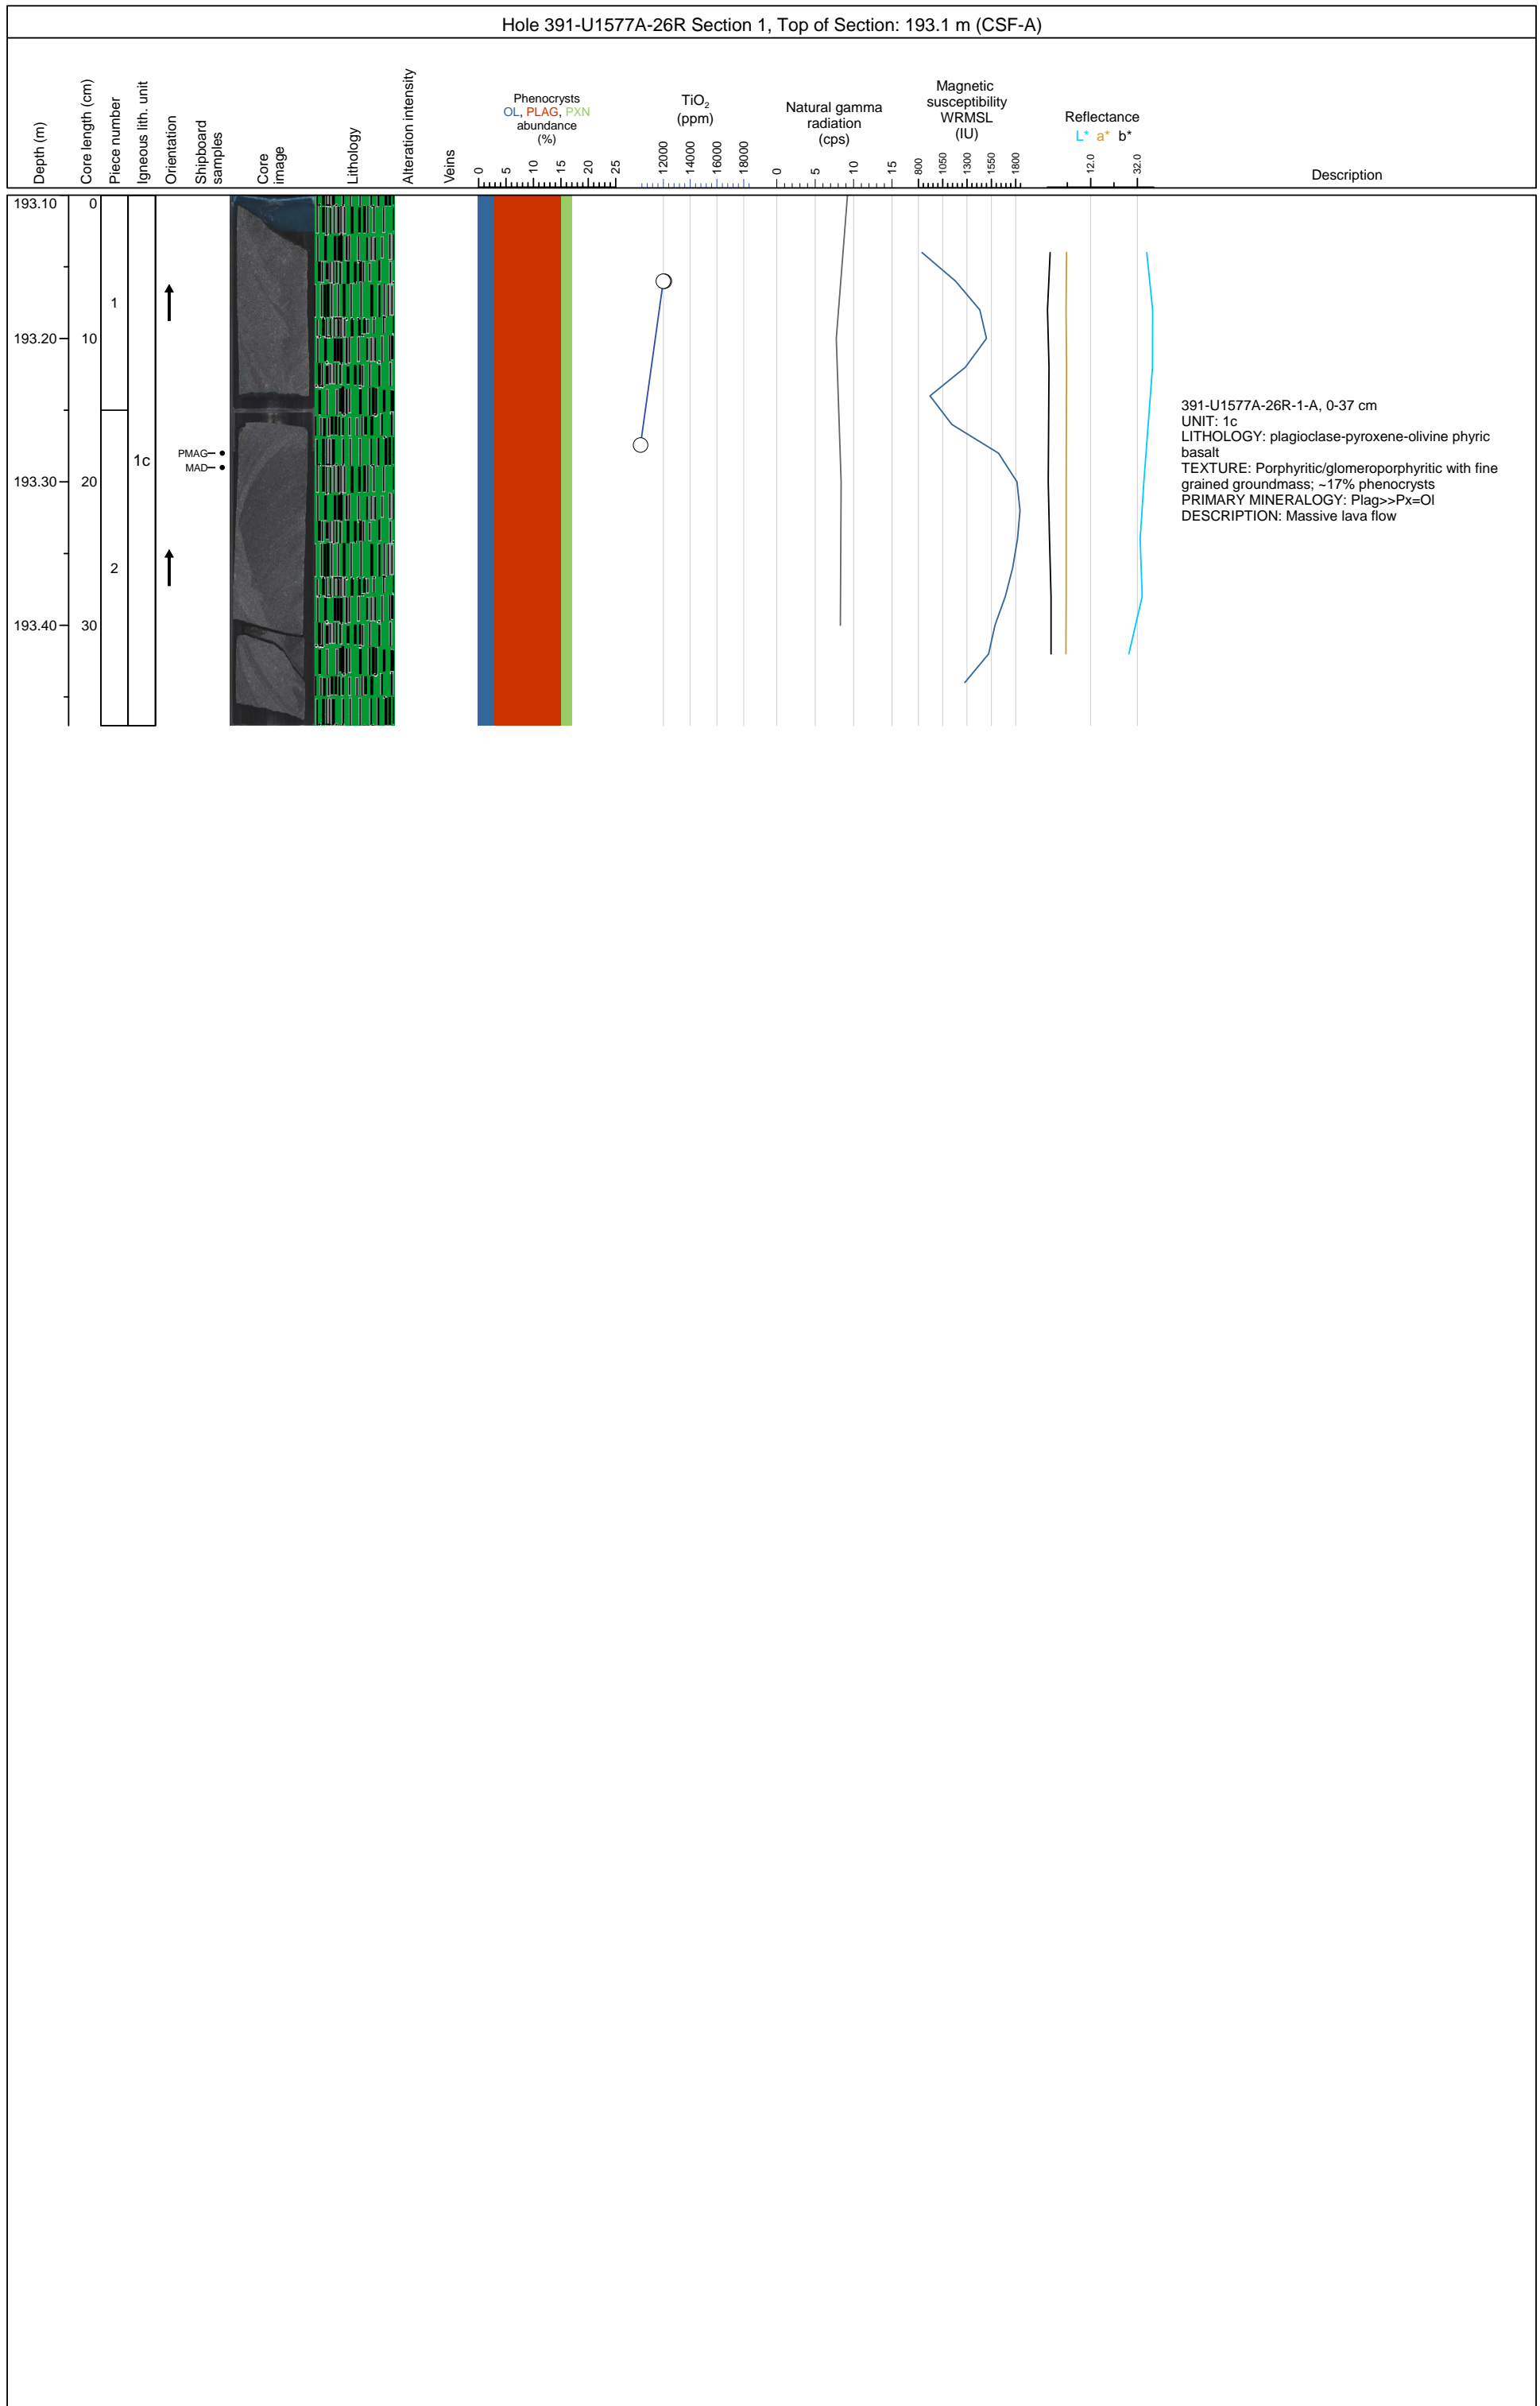 Hole 391-U1577A-26R Section 1, Top of Section: 193.1 m (CSF-A)
Depth (m)
Core length (cm)
Piece number
Igneous lith. unit
Orientation
Shipboard
samples
Core
image
Lithology
Alteration intensity
Veins
Phenocrysts
OL, PLAG, PXN
abundance
(%)
0 5 10 15 20 25
TiO2
(ppm)
12000 14000 16000 18000
Natural gamma
radiation
(cps)
0 5 10 15
Magnetic
susceptibility
WRMSL
(IU)
800 1050 1300 1550 1800
Reflectance
L* a* b*
12.0 32.0
Description
193.10 0
1
193.20 10
391-U1577A-26R-1-A, 0-37 cm
UNIT: 1c
LITHOLOGY: plagioclase-pyroxene-olivine phyric
basalt
TEXTURE: Porphyritic/glomeroporphyritic with fine
grained groundmass; ~17% phenocrysts
PRIMARY MINERALOGY: Plag>>Px=Ol
DESCRIPTION: Massive lava flow
1c
PMAG
MAD
193.30 20
2
193.40 30